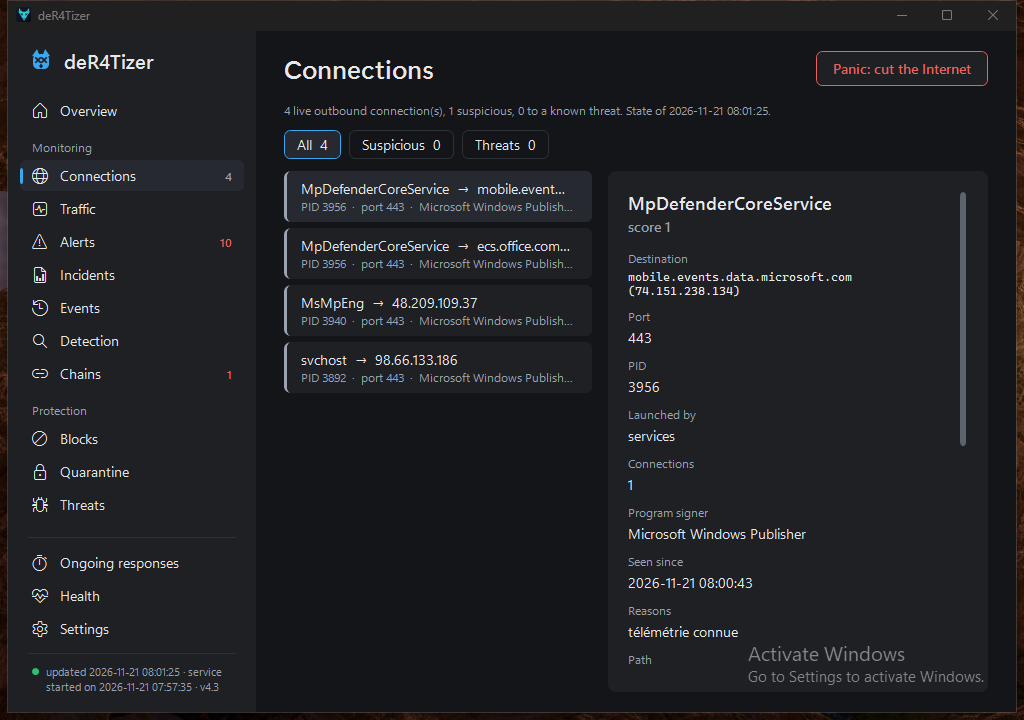 deR4Tizer
deR4Tizer
Overview
Monitoring
Connections 4
Traffic
Alerts 10
Incidents
Events
Detection
Chains 1
Protection
Blocks
Quarantine
Threats
Ongoing responses
Health
Settings
updated 2026-11-21 08:01:25 · service
started on 2026-11-21 07:57:35 · v4.3
Connections
Panic: cut the Internet
4 live outbound connection(s), 1 suspicious, 0 to a known threat. State of 2026-11-21 08:01:25.
All 4 Suspicious 0 Threats 0
MpDefenderCoreService → mobile.event...
PID 3956 · port 443 · Microsoft Windows Publish...
MpDefenderCoreService → ecs.office.com...
PID 3956 · port 443 · Microsoft Windows Publish...
MsMpEng → 48.209.109.37
PID 3940 · port 443 · Microsoft Windows Publish...
svchost → 98.66.133.186
PID 3892 · port 443 · Microsoft Windows Publish...
MpDefenderCoreService
score 1
Destination
mobile.events.data.microsoft.com
(74.151.238.134)
Port
443
PID
3956
Launched by
services
Connections
1
Program signer
Microsoft Windows Publisher
Seen since
2026-11-21 08:00:43
Reasons
télémétrie connue
Path
Activate Windows
Go to Settings to activate Windows.